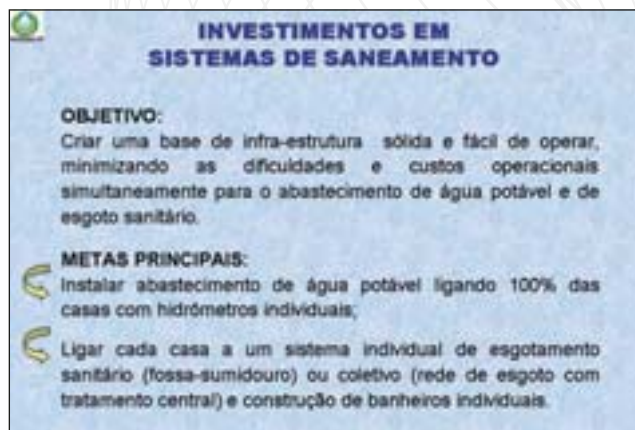 INVESTIMENTOS EM
SISTEMAS DE SANEAMENTO
OBJETIVO:
Criar uma base de infra-estrutura sólida e fácil de operar,
minimizando as dificuldades e custos operacionais
simultaneamente para o abastecimento de água potável e de
esgoto sanitário.
METAS PRINCIPAIS:
Instalar abastecimento de água potável ligando 100% das
casas com hidrômetros individuais;
Ligar cada casa a um sistema individual de esgotamento
sanitário (fossa-sumidouro) ou coletivo (rede de esgoto com
tratamento central) e construção de banheiros individuais.